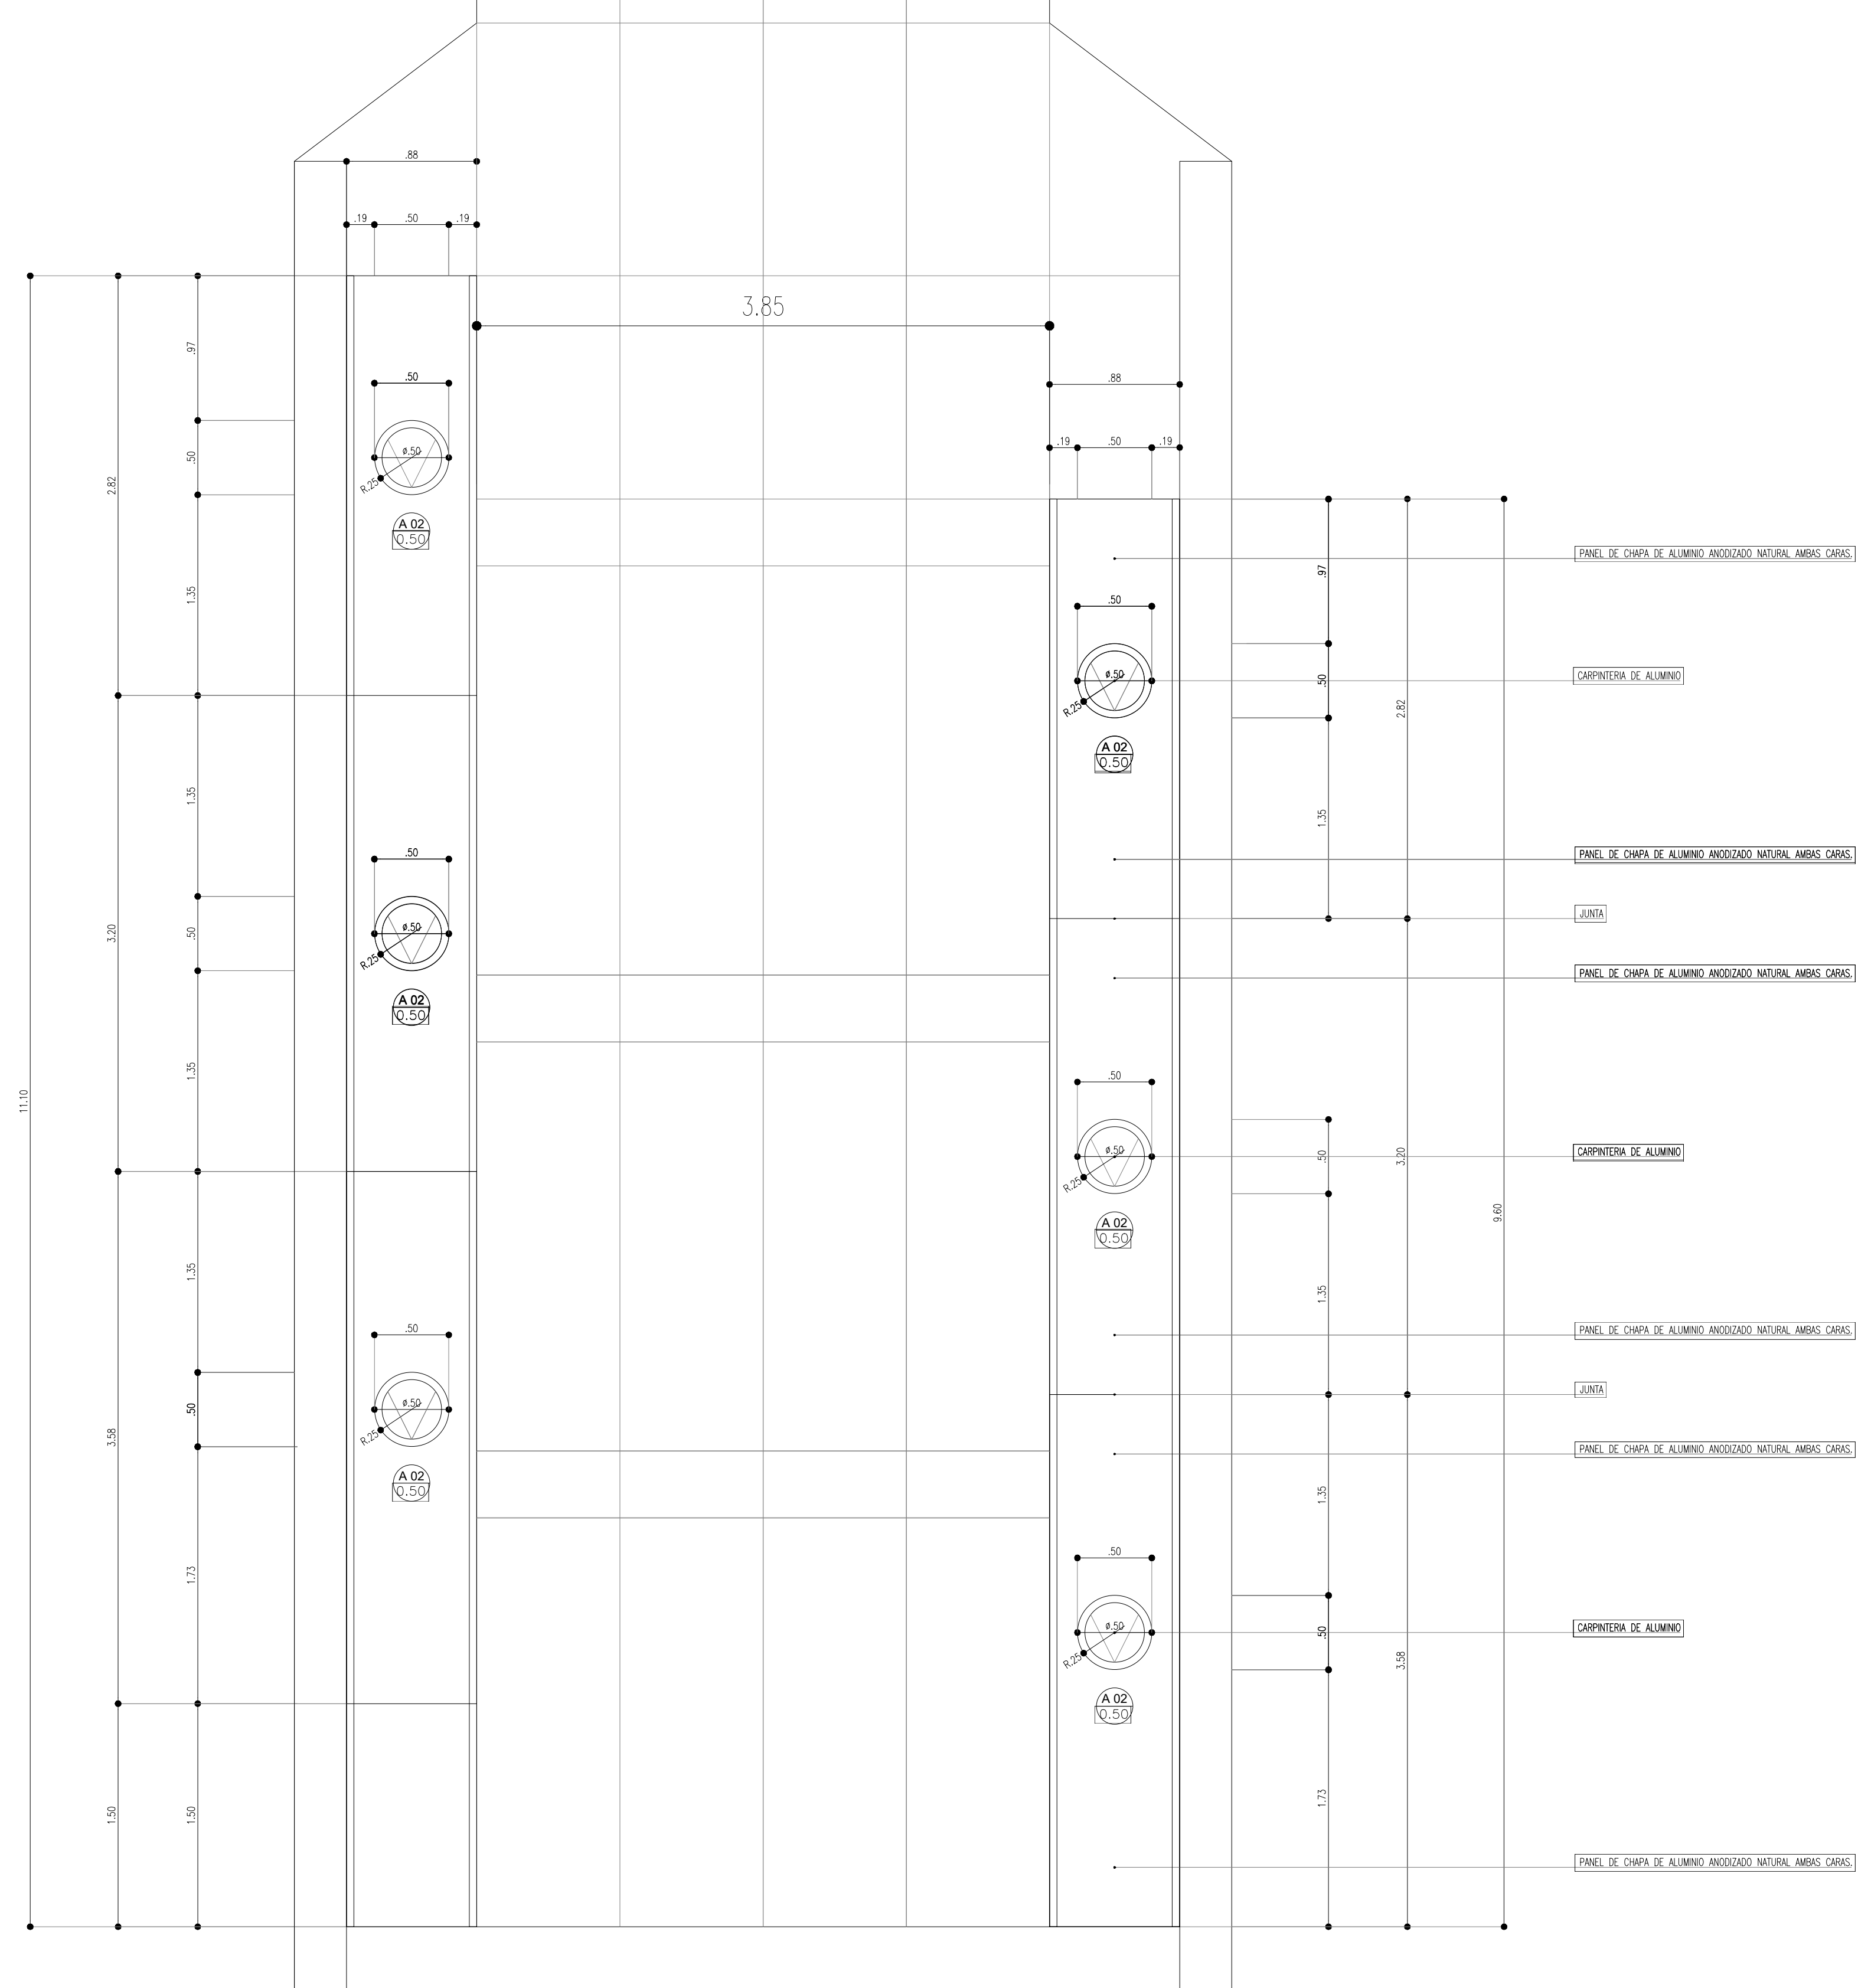 .88
.19 .50 .19
3.85
.97
.50
.88
.19 .50 .19
.50
ø.50
R.25
2.82
A 02
0.50
PANEL DE CHAPA DE ALUMINIO ANODIZADO NATURAL AMBAS CARAS.
.97
1.35
.50
ø.50
.50
CARPINTERIA DE ALUMINIO
R.25
2.82
A 02
0.50
1.35
1.35
.50
PANEL DE CHAPA DE ALUMINIO ANODIZADO NATURAL AMBAS CARAS.
JUNTA
3.20
.50
ø.50
R.25
PANEL DE CHAPA DE ALUMINIO ANODIZADO NATURAL AMBAS CARAS.
A 02
0.50
1.35
.50
11.10
ø.50
.50
3.20
CARPINTERIA DE ALUMINIO
R.25
9.60
A 02
0.50
1.35
1.35
.50
PANEL DE CHAPA DE ALUMINIO ANODIZADO NATURAL AMBAS CARAS.
JUNTA
.50
ø.50
3.58
R.25
PANEL DE CHAPA DE ALUMINIO ANODIZADO NATURAL AMBAS CARAS.
A 02
0.50
1.35
.50
1.73
ø.50
.50
CARPINTERIA DE ALUMINIO
R.25
3.58
A 02
0.50
1.73
1.50
1.50
PANEL DE CHAPA DE ALUMINIO ANODIZADO NATURAL AMBAS CARAS.